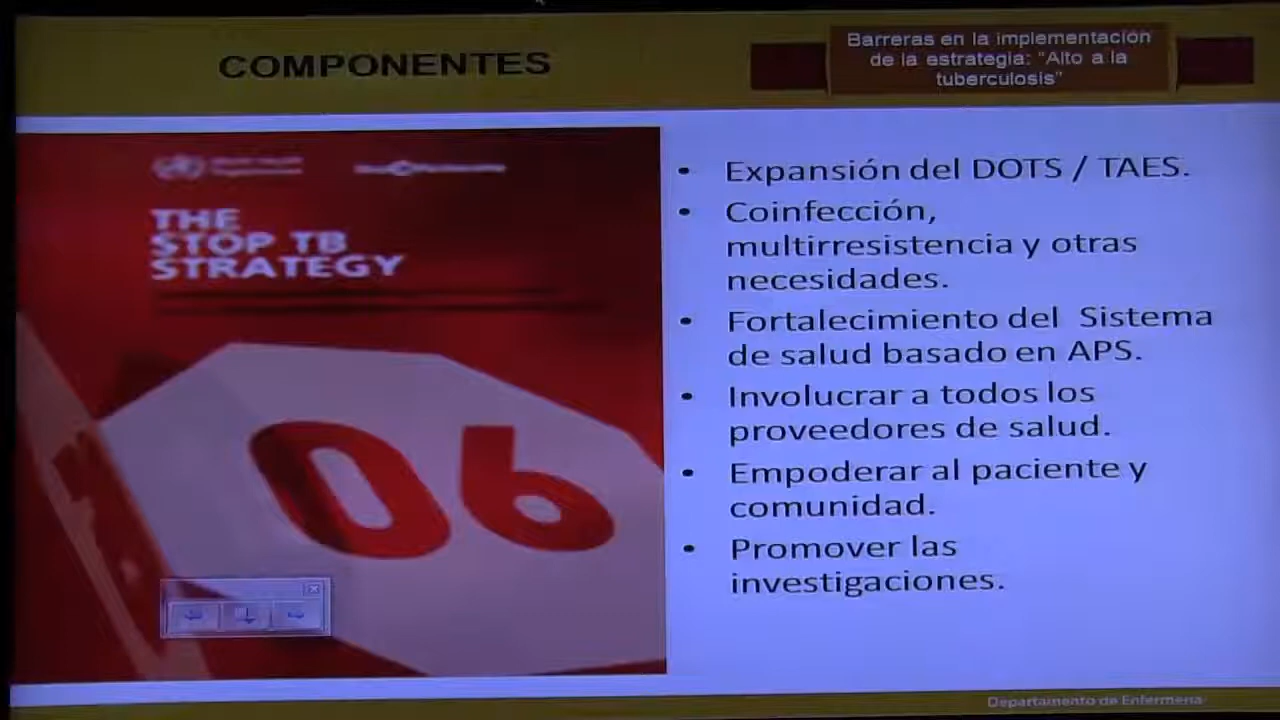 COMPONENTES
Barreras en la implementación
de la estrategia: "Alto a la
tuberculosis"
THE
STOP TB
STRATEGY
06
• Expansión del DOTS / TAES.
• Coinfección,
multirresistencia y otras
necesidades.
• Fortalecimiento del Sistema
de salud basado en APS.
• Involucrar a todos los
proveedores de salud.
• Empoderar al paciente y
comunidad.
• Promover las
investigaciones.
Departamento de Enfermería